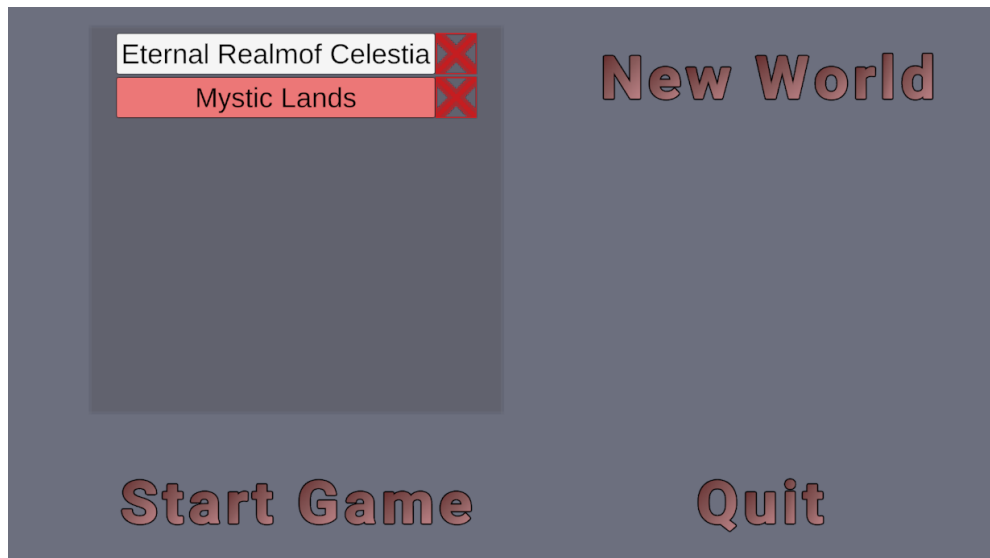 Eternal Realmof Celestia
Mystic Lands
New World
Start Game
Quit